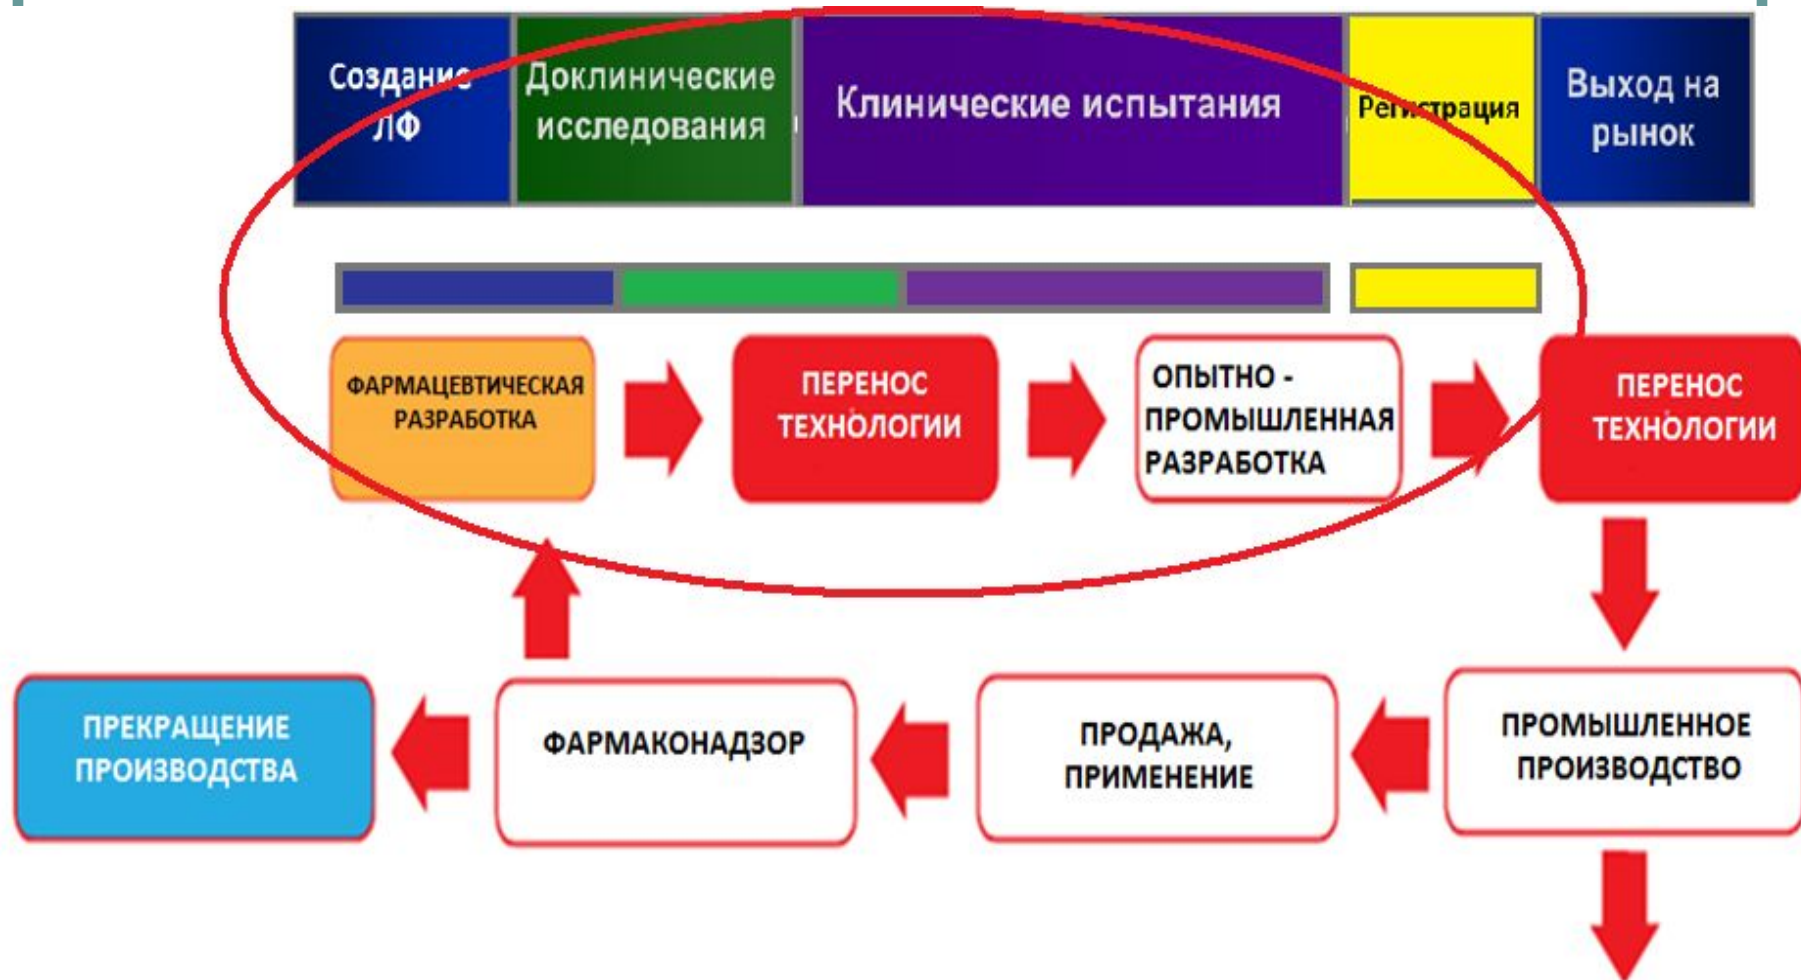 Создание
ЛФ
Доклинические
исследования
Клинические испытания
Регистрация
Выход на
рынок
ФАРМАЦЕВТИЧЕСКАЯ
РАЗРАБОТКА
ПЕРЕНОС
ТЕХНОЛОГИИ
ОПЫТНО -
ПРОМЫШЛЕННАЯ
РАЗРАБОТКА
ПЕРЕНОС
ТЕХНОЛОГИИ
ПРЕКРАЩЕНИЕ
ПРОИЗВОДСТВА
ФАРМАКОНАДЗОР
ПРОДАЖА,
ПРИМЕНЕНИЕ
ПРОМЫШЛЕННОЕ
ПРОИЗВОДСТВО